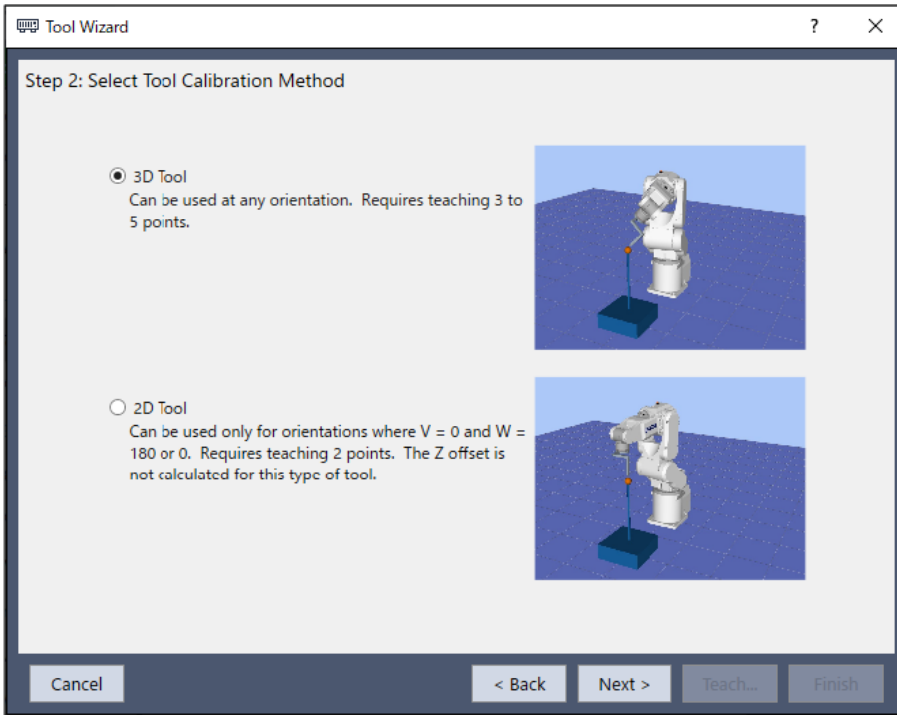 Tool Wizard
?
Step 2: Select Tool Calibration Method
3D Tool
Can be used at any orientation. Requires teaching 3 to
5 points.
2D Tool
Can be used only for orientations where V = 0 and W =
180 or 0. Requires teaching 2 points. The Z offset is
not calculated for this type of tool.
Cancel
< Back
Next >
Teach...
Finish